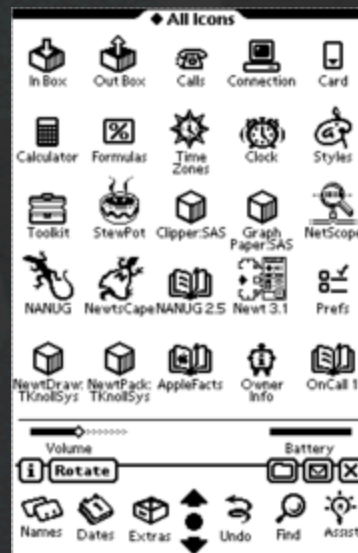 All Icons
In Box Out Box Calls Connection Card
Calculator Formulas Time Zones Clock Styles
Toolkit StewPot Clipper:SAS Graph Paper:SAS NetScope
NANUG NewtsCape NANUG 2.5 Newt 3.1 Prefs
NewtDraw: TKnollSys NewtPack: TKnollSys AppleFacts Owner Info OnCall 1
Volume Battery
i Rotate X
Names Dates Extras Undo Find Assist